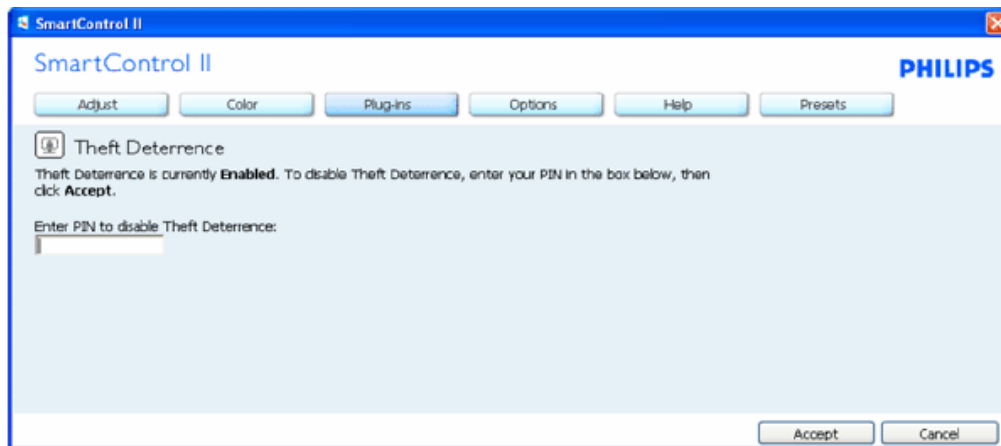 SmartControl II
SmartControl II
PHILIPS
Adjust Color Plug-ins Options Help Presets
Theft Deterrence
Theft Deterrence is currently Enabled. To disable Theft Deterrence, enter your PIN in the box below, then
click Accept.
Enter PIN to disable Theft Deterrence:
Accept Cancel